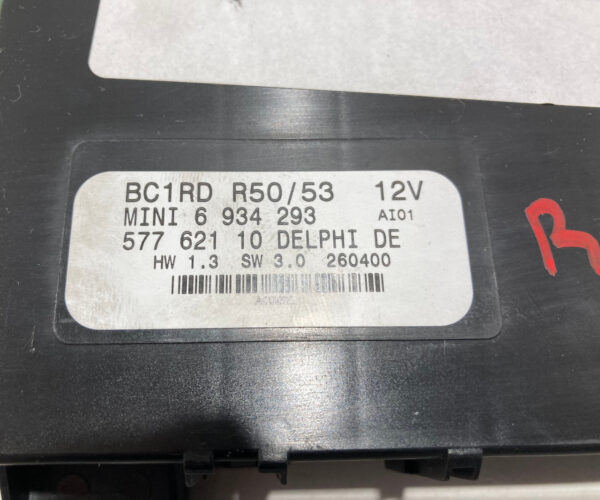 BC1RD R50/53 12V
MINI 6 934 293 AI01
577 621 10 DELPHI DE
HW 1.3 SW 3.0 260400
R